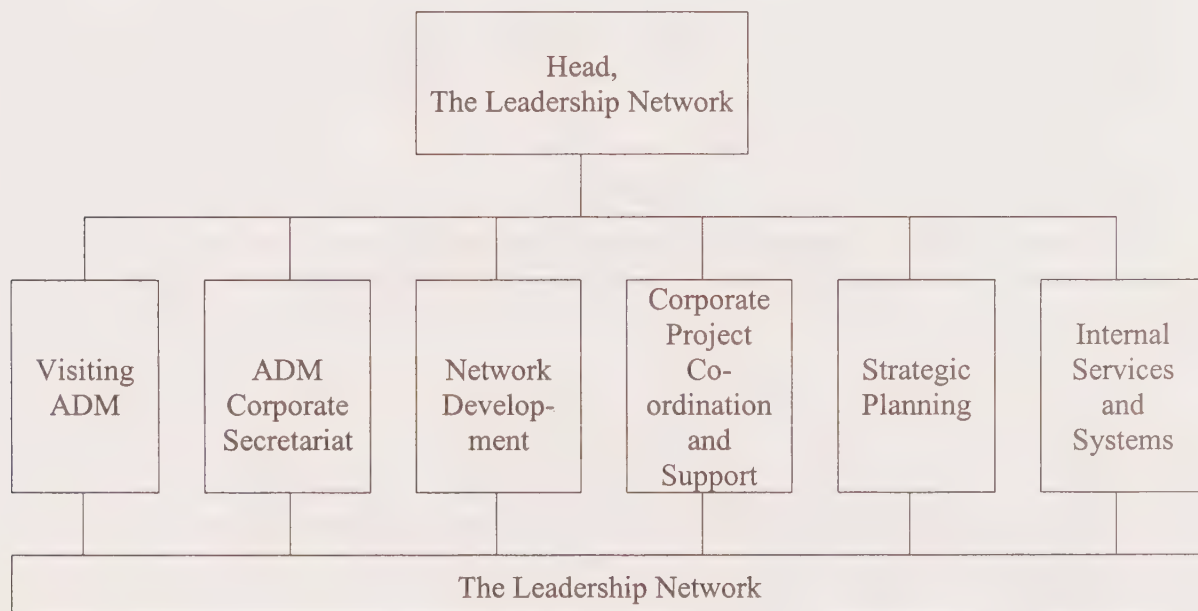 Head,
The Leadership Network
Visiting
ADM
ADM
Corporate
Secretariat
Network
Develop-
ment
Corporate
Project
Co-
ordination
and
Support
Strategic
Planning
Internal
Services
and
Systems
The Leadership Network